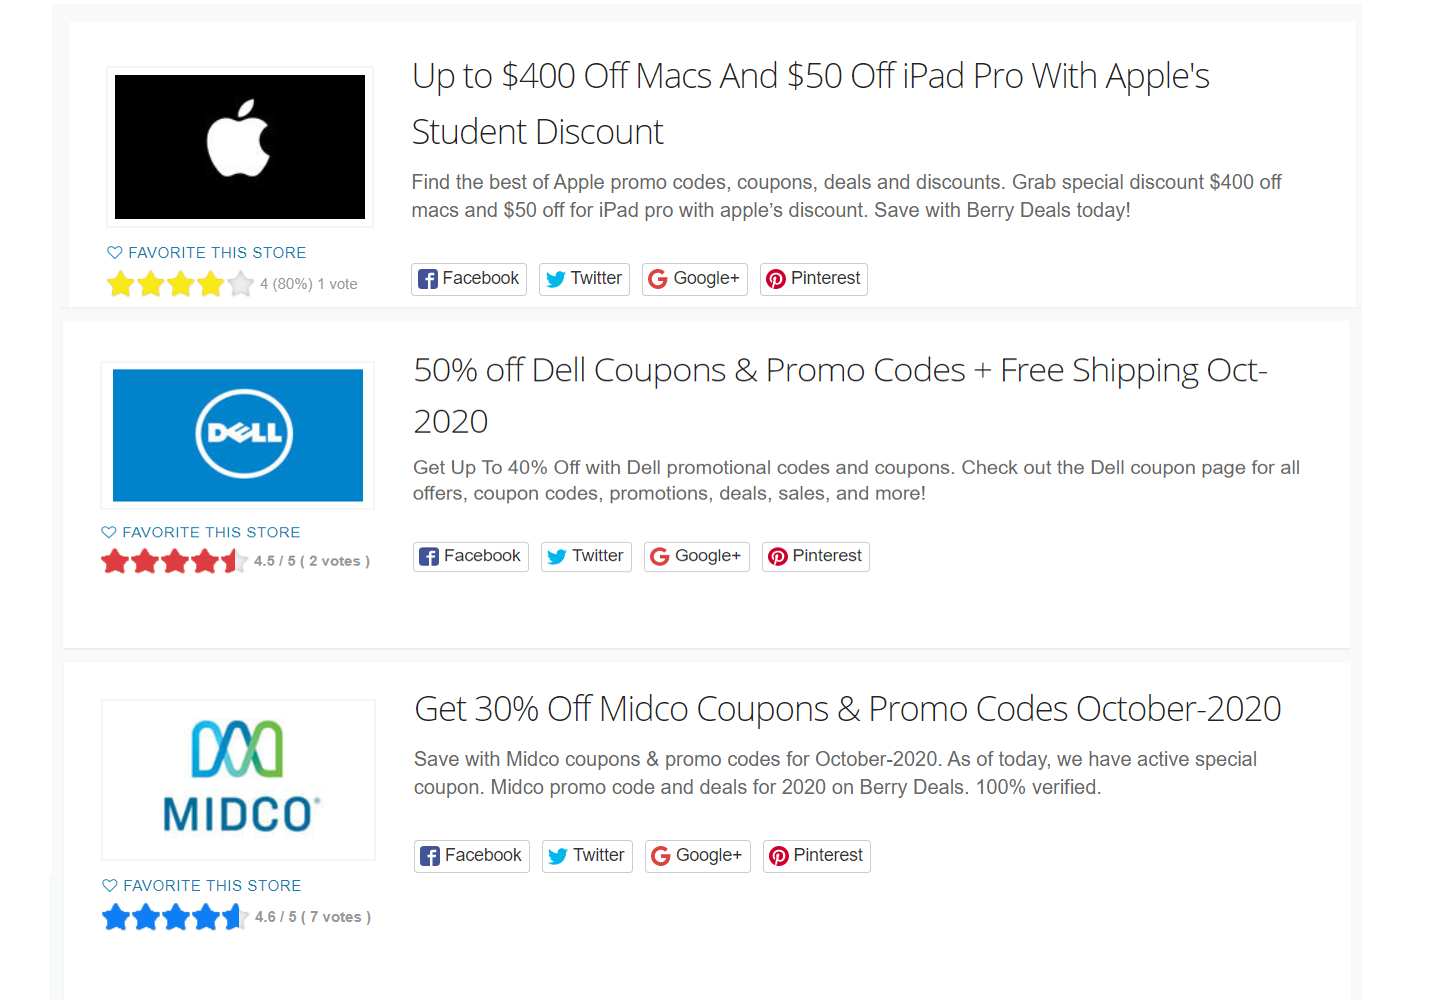 Up to $400 Off Macs And $50 Off iPad Pro With Apple's
Student Discount
Find the best of Apple promo codes, coupons, deals and discounts. Grab special discount $400 off
macs and $50 off for iPad pro with apple’s discount. Save with Berry Deals today!
FAVORITE THIS STORE
4 (80%) 1 vote
Facebook Twitter Google+ Pinterest
DELL
50% off Dell Coupons & Promo Codes + Free Shipping Oct-
2020
Get Up To 40% Off with Dell promotional codes and coupons. Check out the Dell coupon page for all
offers, coupon codes, promotions, deals, sales, and more!
FAVORITE THIS STORE
4.5 / 5 ( 2 votes )
Facebook Twitter Google+ Pinterest
MIDCO®
Get 30% Off Midco Coupons & Promo Codes October-2020
Save with Midco coupons & promo codes for October-2020. As of today, we have active special
coupon. Midco promo code and deals for 2020 on Berry Deals. 100% verified.
Facebook Twitter Google+ Pinterest
FAVORITE THIS STORE
4.6 / 5 ( 7 votes )